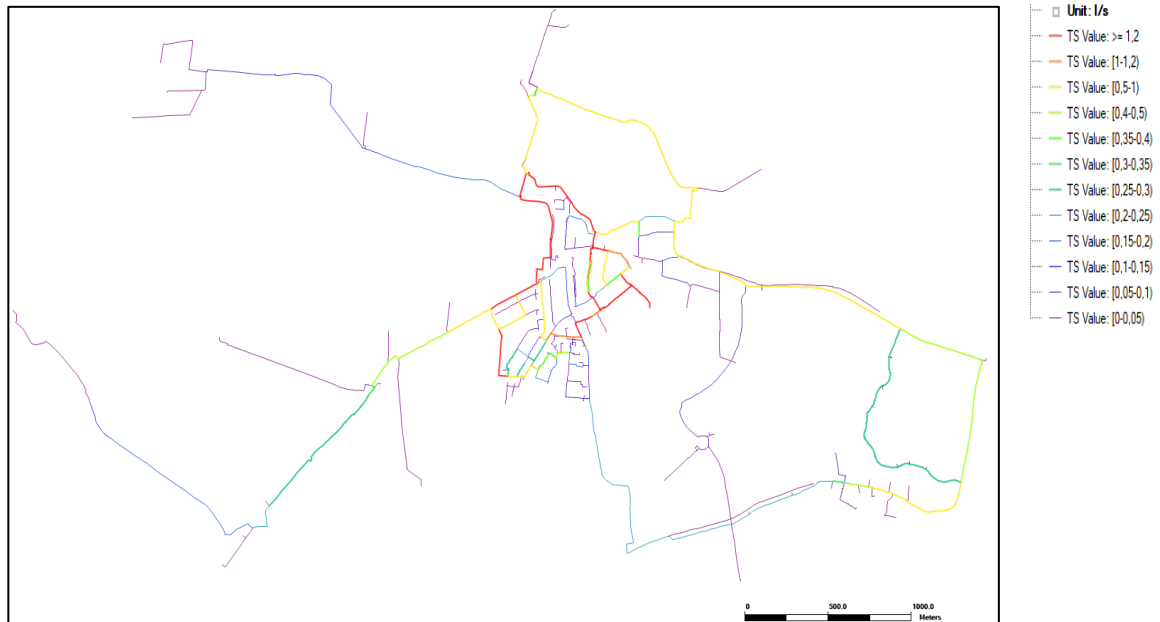 Unit: l/s
TS Value: >= 1,2
TS Value: [1-1,2)
TS Value: [0,5-1)
TS Value: [0,4-0,5)
TS Value: [0,35-0,4)
TS Value: [0,3-0,35)
TS Value: [0,25-0,3)
TS Value: [0,2-0,25)
TS Value: [0,15-0,2)
TS Value: [0,1-0,15)
TS Value: [0,05-0,1)
TS Value: [0-0,05)
0 500.0 1000.0
Meters